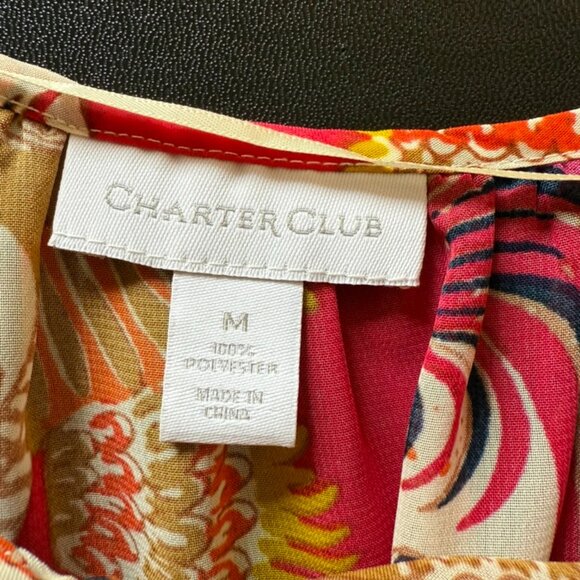 CHARTER CLUB
M
100%
POLYESTER
MADE IN
CHINA